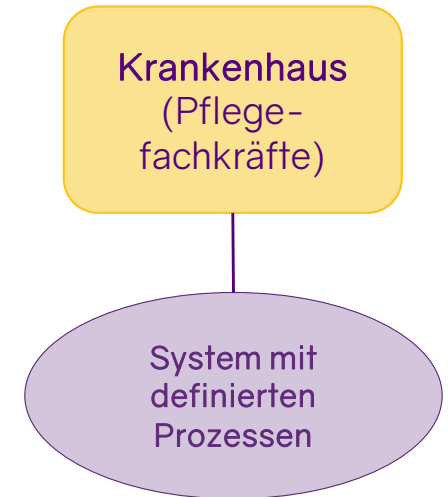 Krankenhaus
(Pflege-
fachkräfte)
System mit
definierten
Prozessen